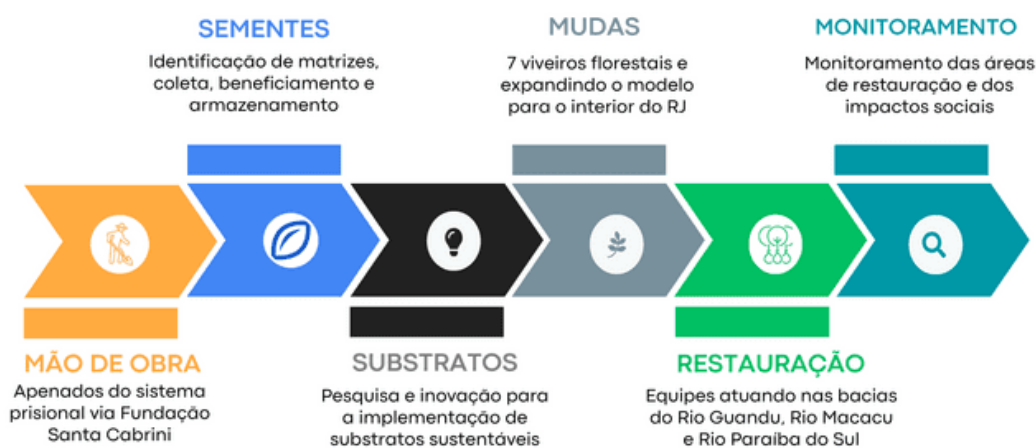 SEMENTES
Identificação de matrizes,
coleta, beneficiamento e
armazenamento
MUDAS
7 viveiros florestais e
expandindo o modelo
para o interior do RJ
MONITORAMENTO
Monitoramento das áreas
de restauração e dos
impactos sociais
MÃO DE OBRA
Apenados do sistema
prisional via Fundação
Santa Cabrini
SUBSTRATOS
Pesquisa e inovação para
a implementação de
substratos sustentáveis
RESTAURAÇÃO
Equipes atuando nas bacias
do Rio Guandu, Rio Macacu
e Rio Paraíba do Sul